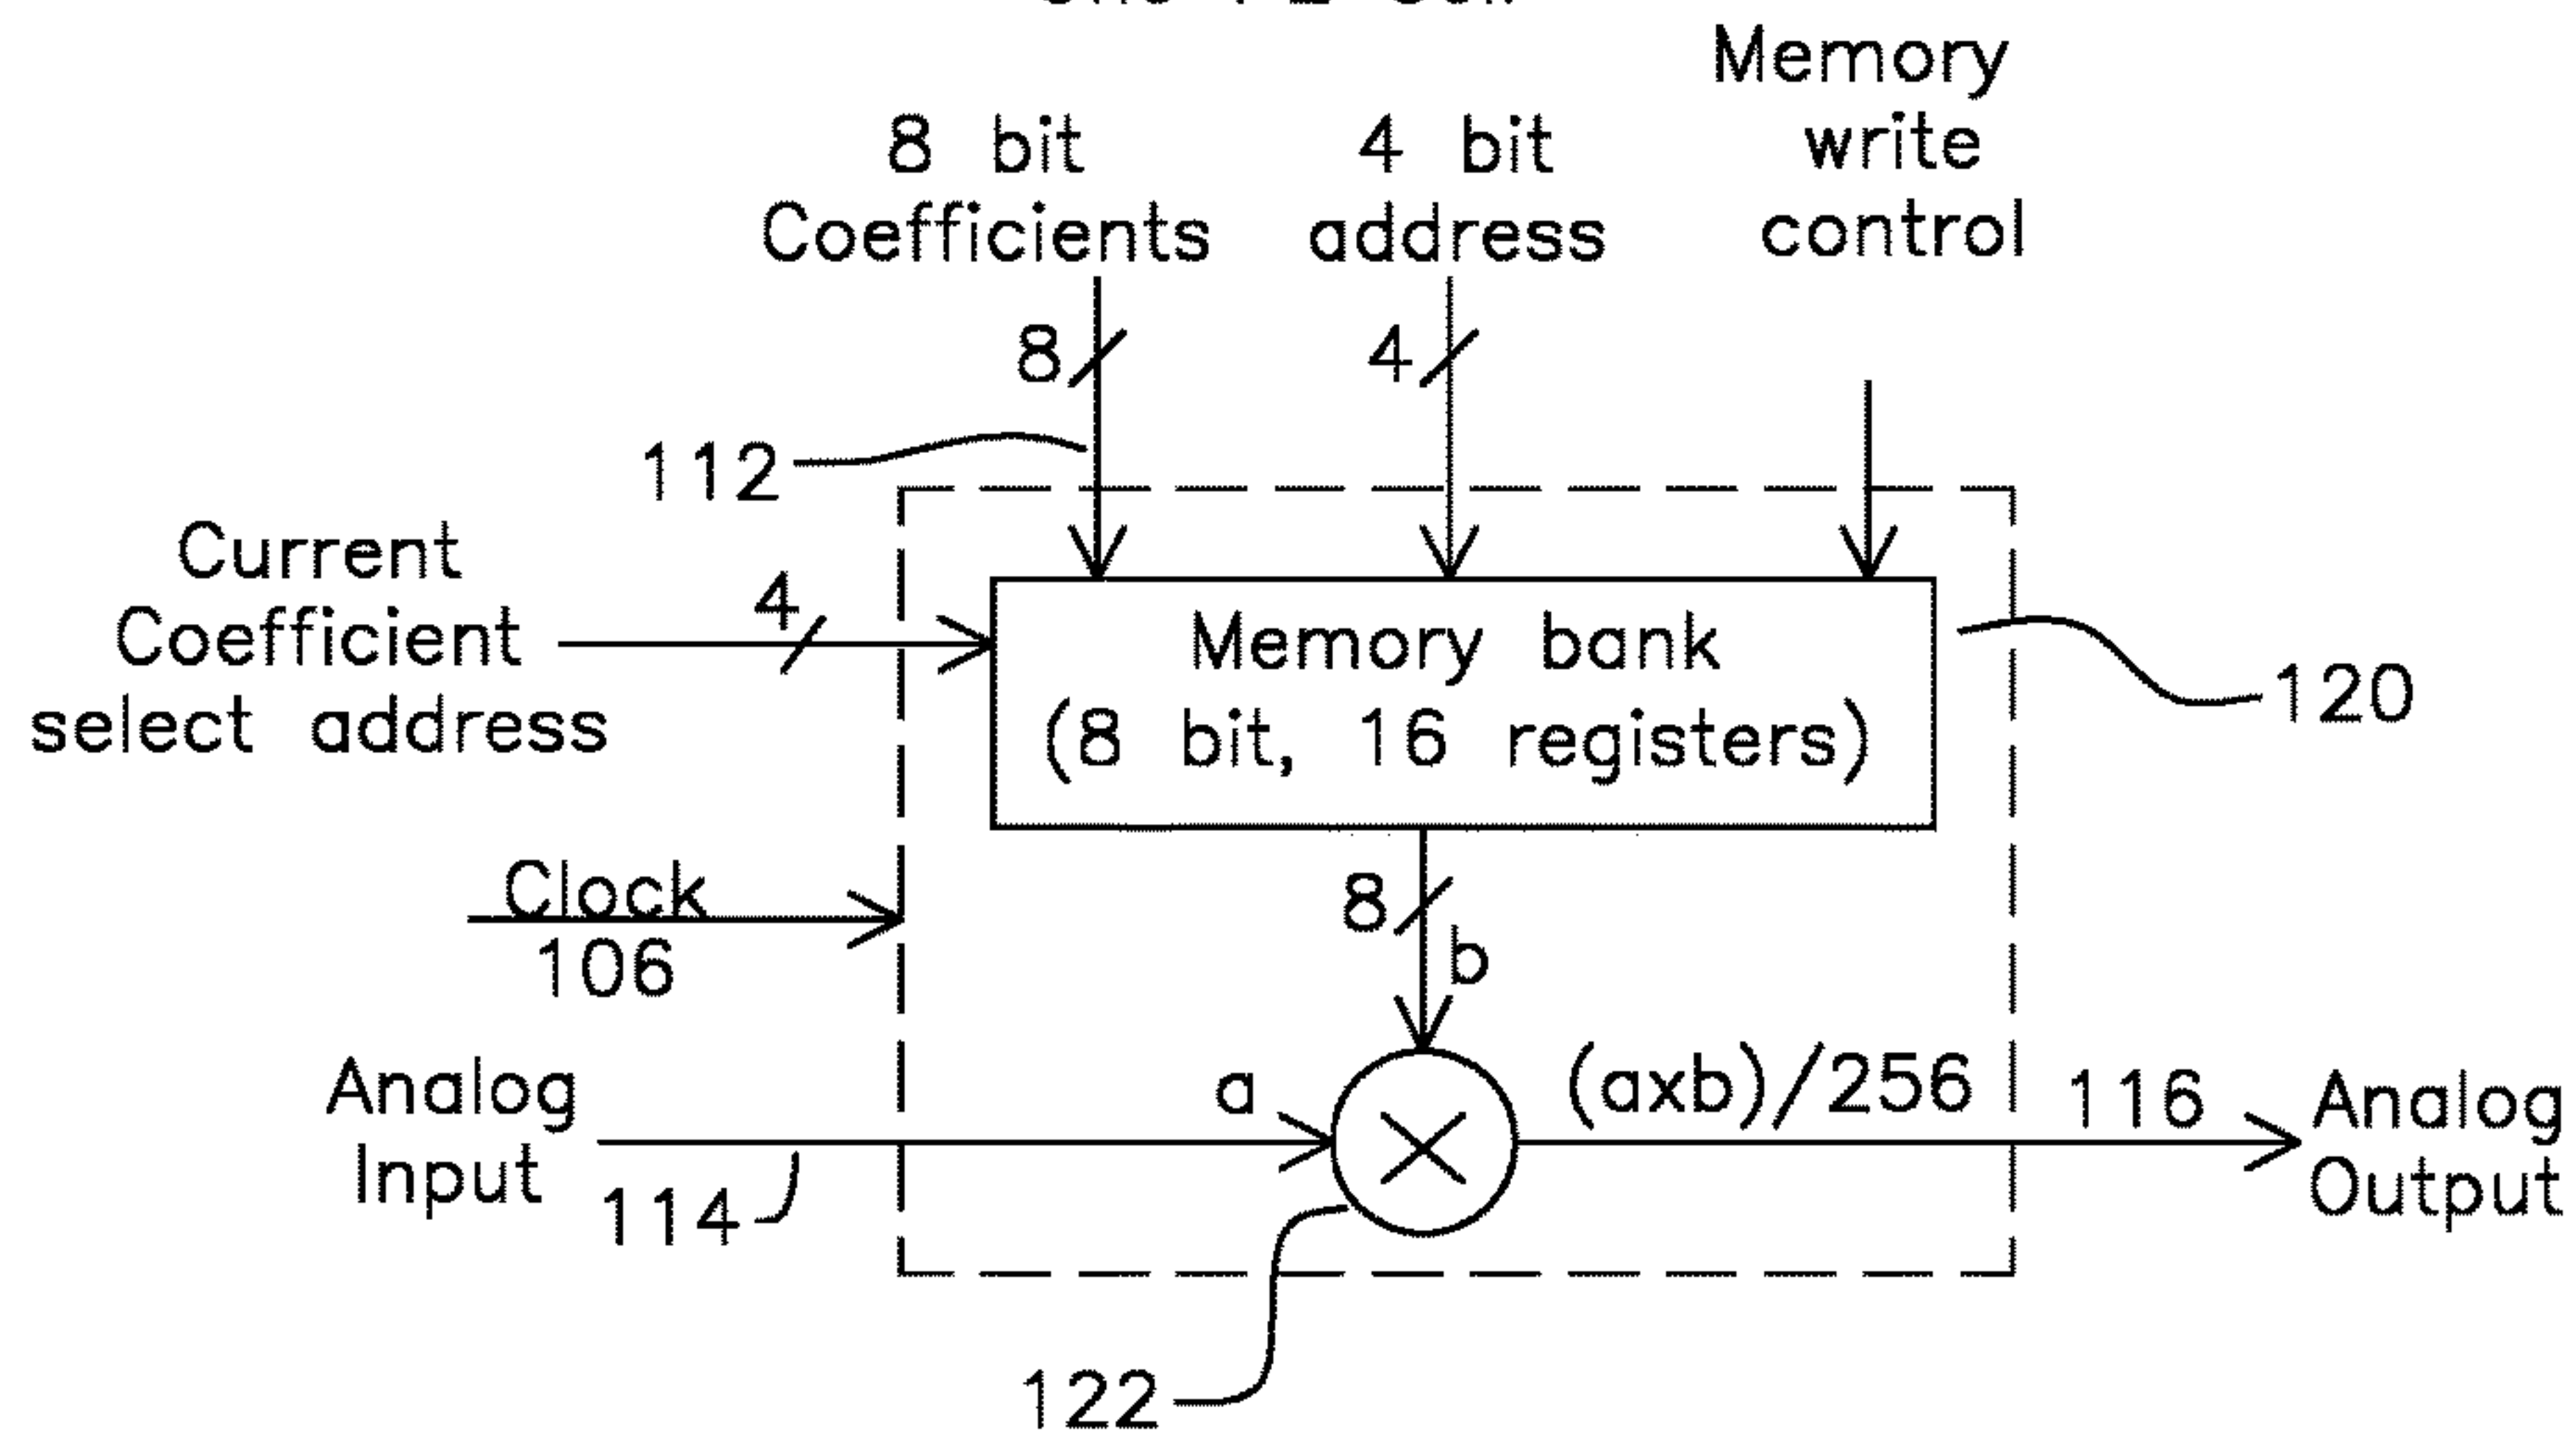 Memory
write
control
8 bit
Coefficients
4 bit
address
8
4
112
Current
Coefficient
select address
4
Memory bank
(8 bit, 16 registers)
120
Clock
106
8
b
Analog
Input
114
a
(axb)/256
116
Analog
Output
122